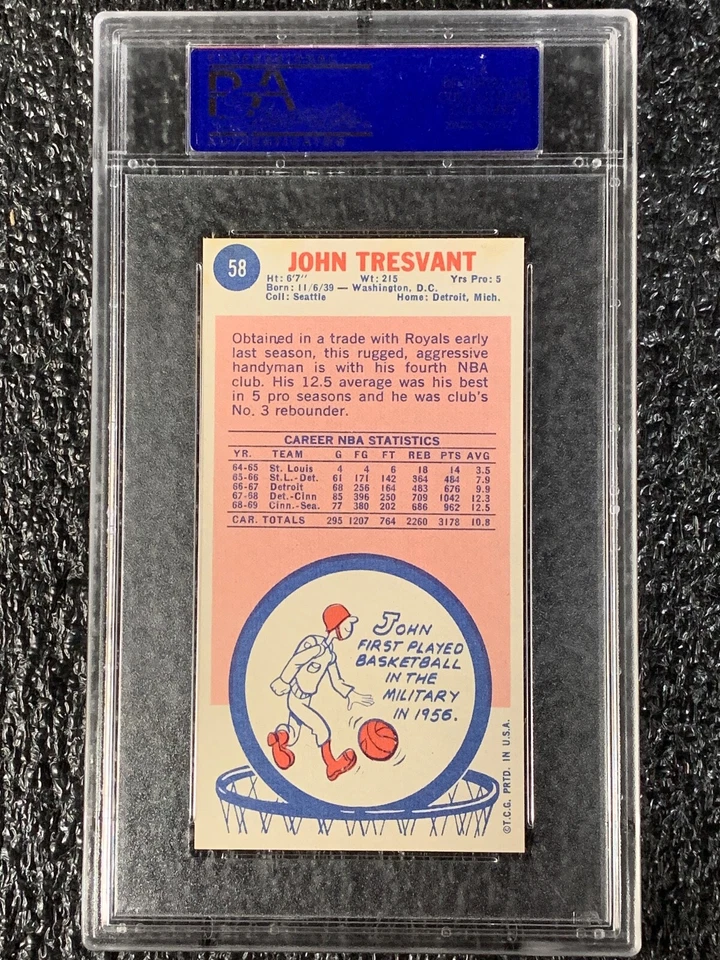 PSA
58
JOHN TRESVANT
Ht: 6'7" Wt: 215 Yrs Pro: 5
Born: 11/6/39 — Washington, D.C.
Coll: Seattle Home: Detroit, Mich.
Obtained in a trade with Royals early
last season, this rugged, aggressive
handyman is with his fourth NBA
club. His 12.5 average was his best
in 5 pro seasons and he was club's
No. 3 rebounder.
CAREER NBA STATISTICS
YR. TEAM G FG FT REB PTS AVG
64-65 St. Louis 4 4 6 18 14 3.5
65-66 St.L.-Det. 61 171 142 364 484 7.9
66-67 Detroit 68 256 164 483 676 9.9
67-68 Det.-Cinn 85 396 250 709 1042 12.3
68-69 Cinn.-Sea. 77 380 202 686 962 12.5
CAR. TOTALS 295 1207 764 2260 3178 10.8
JOHN
FIRST PLAYED
BASKETBALL
IN THE
MILITARY
IN 1956.
©T.C.G. PRTD. IN U.S.A.